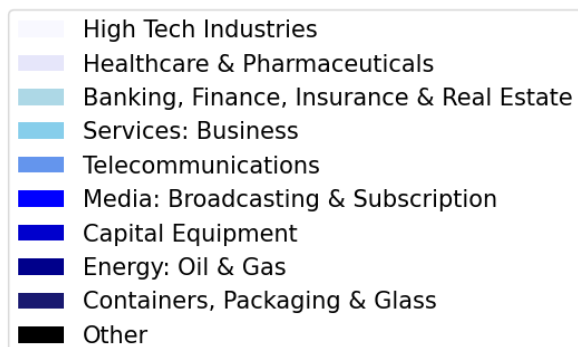 High Tech Industries
Healthcare & Pharmaceuticals
Banking, Finance, Insurance & Real Estate
Services: Business
Telecommunications
Media: Broadcasting & Subscription
Capital Equipment
Energy: Oil & Gas
Containers, Packaging & Glass
Other